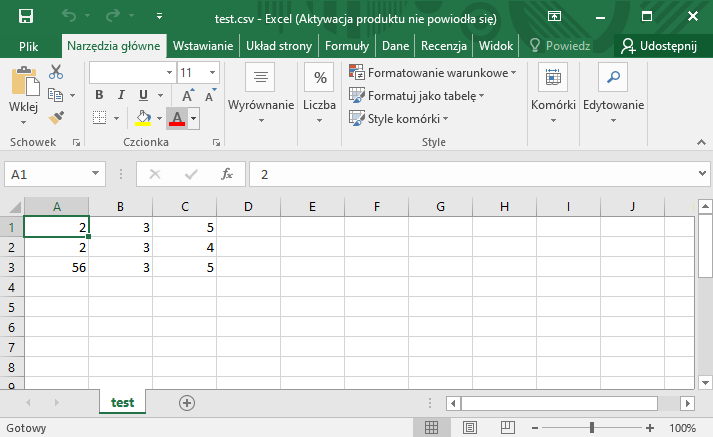 test.csv - Excel (Aktywacja produktu nie powiodła się)
Plik Narzędzia główne Wstawianie Układ strony Formuły Dane Recenzja Widok Powiedz Udostępnij
Wklej
11
B I U A A
A
Wyrównanie
%
Liczba
Formatowanie warunkowe
Formatuj jako tabelę
Style komórki
Komórki
Edytowanie
Schowek Czcionka Style
A1 fx 2
A B C D E F G H I J
1 2 3 5
2 2 3 4
3 56 3 5
4
5
6
7
8
9
test
Gotowy 100%